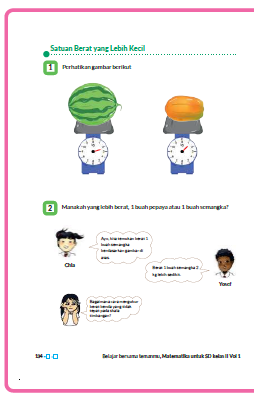 Satuan Berat yang Lebih Kecil
1 Perhatikan gambar berikut
2 Manakah yang lebih berat, 1 buah pepaya atau 1 buah semangka?
Ayo, kita temukan berat 1
buah semangka
berdasarkan gambar di
atas.
Chia
Berat 1 buah semangka 2
kg lebih sedikit.
Yosef
Bagaimana cara mengukur
berat benda yang tidak
tepat pada skala
timbangan?
114
Belajar bersama temanmu, Matematika untuk SD kelas II Vol 1